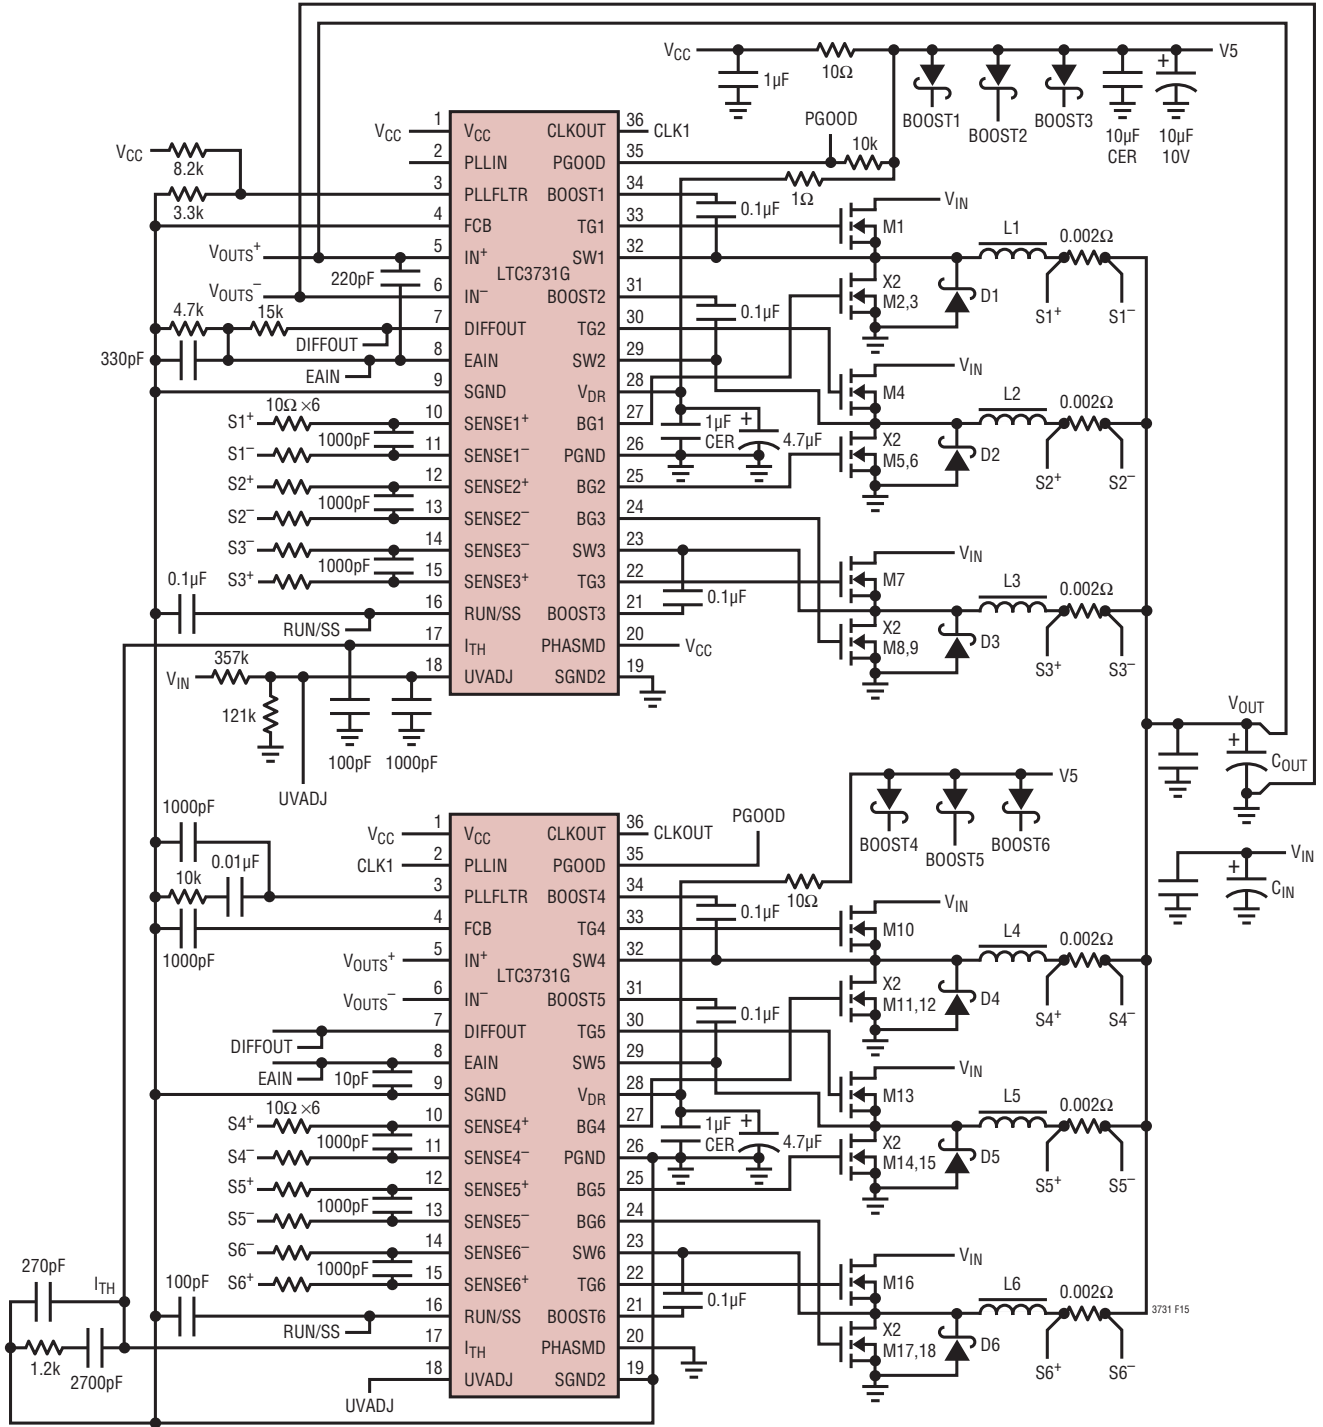 VCC
1µF
10Ω
V5
BOOST1
BOOST2
BOOST3
10µF
CER
10µF
10V
+
PGOOD
10k
1Ω
VCC
8.2k
3.3k
VCC
VOUTS+
VOUTS−
220pF
4.7k
15k
DIFFOUT
330pF
EAIN
10Ω ×6
S1+
1000pF
S1−
S2+
1000pF
S2−
S3−
1000pF
S3+
0.1µF
RUN/SS
VIN
357k
121k
100pF
1000pF
UVADJ
LTC3731G
1 VCC CLKOUT 36 CLK1
2 PLLIN PGOOD 35
3 PLLFLTR BOOST1 34
4 FCB TG1 33
5 IN+ SW1 32
6 IN− BOOST2 31
7 DIFFOUT TG2 30
8 EAIN SW2 29
9 SGND VDR 28
10 SENSE1+ BG1 27
11 SENSE1− PGND 26
12 SENSE2+ BG2 25
13 SENSE2− BG3 24
14 SENSE3− SW3 23
15 SENSE3+ TG3 22
16 RUN/SS BOOST3 21
17 ITH PHASMD 20 VCC
18 UVADJ SGND2 19
0.1µF
0.1µF
1µF
CER
+
4.7µF
0.1µF
VIN
M1
X2
M2,3
D1
L1
0.002Ω
S1+
S1−
VIN
M4
X2
M5,6
D2
L2
0.002Ω
S2+
S2−
VIN
M7
X2
M8,9
D3
L3
0.002Ω
S3+
S3−
VOUT
+
COUT
VIN
+
CIN
V5
BOOST4
BOOST5
BOOST6
PGOOD
10Ω
1000pF
0.01µF
10k
1000pF
VCC
CLK1
VOUTS+
VOUTS−
DIFFOUT
EAIN
10pF
10Ω ×6
S4+
1000pF
S4−
S5+
1000pF
S5−
S6−
1000pF
S6+
270pF
ITH
100pF
RUN/SS
1.2k
2700pF
UVADJ
LTC3731G
1 VCC CLKOUT 36 CLKOUT
2 PLLIN PGOOD 35
3 PLLFLTR BOOST4 34
4 FCB TG4 33
5 IN+ SW4 32
6 IN− BOOST5 31
7 DIFFOUT TG5 30
8 EAIN SW5 29
9 SGND VDR 28
10 SENSE4+ BG4 27
11 SENSE4− PGND 26
12 SENSE5+ BG5 25
13 SENSE5− BG6 24
14 SENSE6− SW6 23
15 SENSE6+ TG6 22
16 RUN/SS BOOST6 21
17 ITH PHASMD 20
18 UVADJ SGND2 19
0.1µF
0.1µF
1µF
CER
+
4.7µF
0.1µF
VIN
M10
X2
M11,12
D4
L4
0.002Ω
S4+
S4−
VIN
M13
X2
M14,15
D5
L5
0.002Ω
S5+
S5−
VIN
M16
X2
M17,18
D6
L6
0.002Ω
S6+
S6−
3731 F15